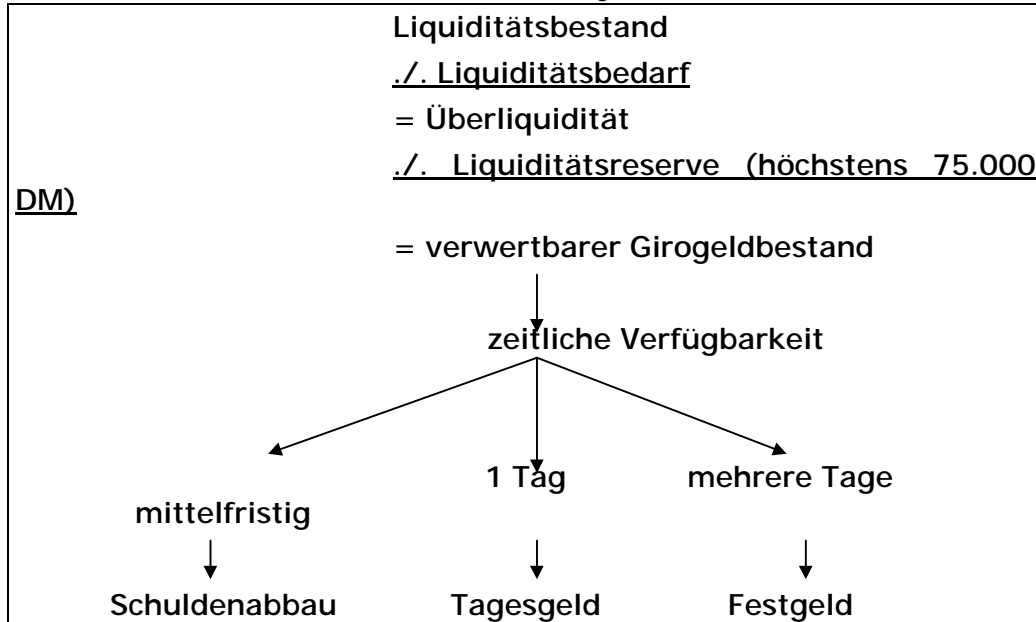 Liquiditätsbestand
./. Liquiditätsbedarf
= Überliquidität
./. Liquiditätsreserve (höchstens 75.000
DM)
= verwertbarer Girogeldbestand
zeitliche Verfügbarkeit
1 Tag mehrere Tage
mittelfristig
Schuldenabbau Tagesgeld Festgeld